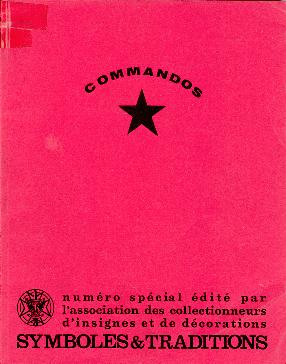 COMMANDOS
numéro spécial édité par
l'association des collectionneurs
d'insignes et de décorations
SYMBOLES & TRADITIONS